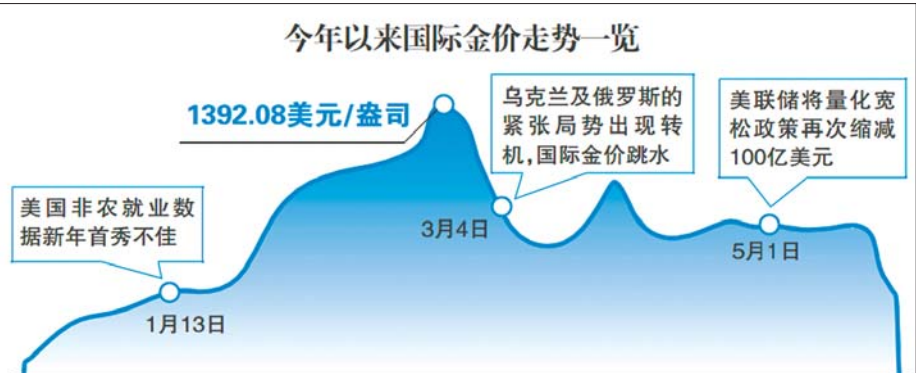 今年以来国际金价走势一览
1392.08美元/盎司
乌克兰及俄罗斯的
紧张局势出现转
机,国际金价跳水
美联储将量化宽
松政策再次缩减
100亿美元
美国非农就业数
据新年首秀不佳
3月4日
5月1日
1月13日